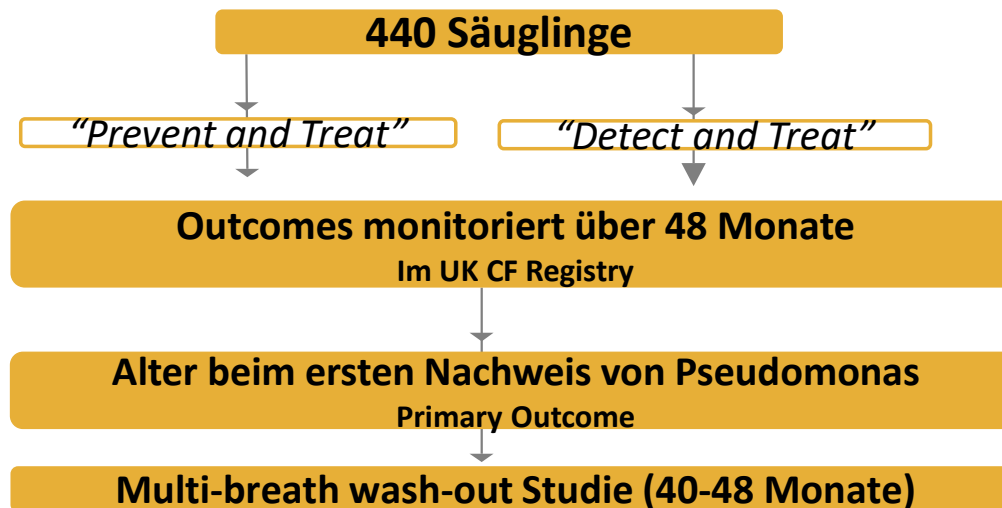 440 Säuglinge
“Prevent and Treat”
“Detect and Treat”
Outcomes monitoriert über 48 Monate
Im UK CF Registry
Alter beim ersten Nachweis von Pseudomonas
Primary Outcome
Multi-breath wash-out Studie (40-48 Monate)